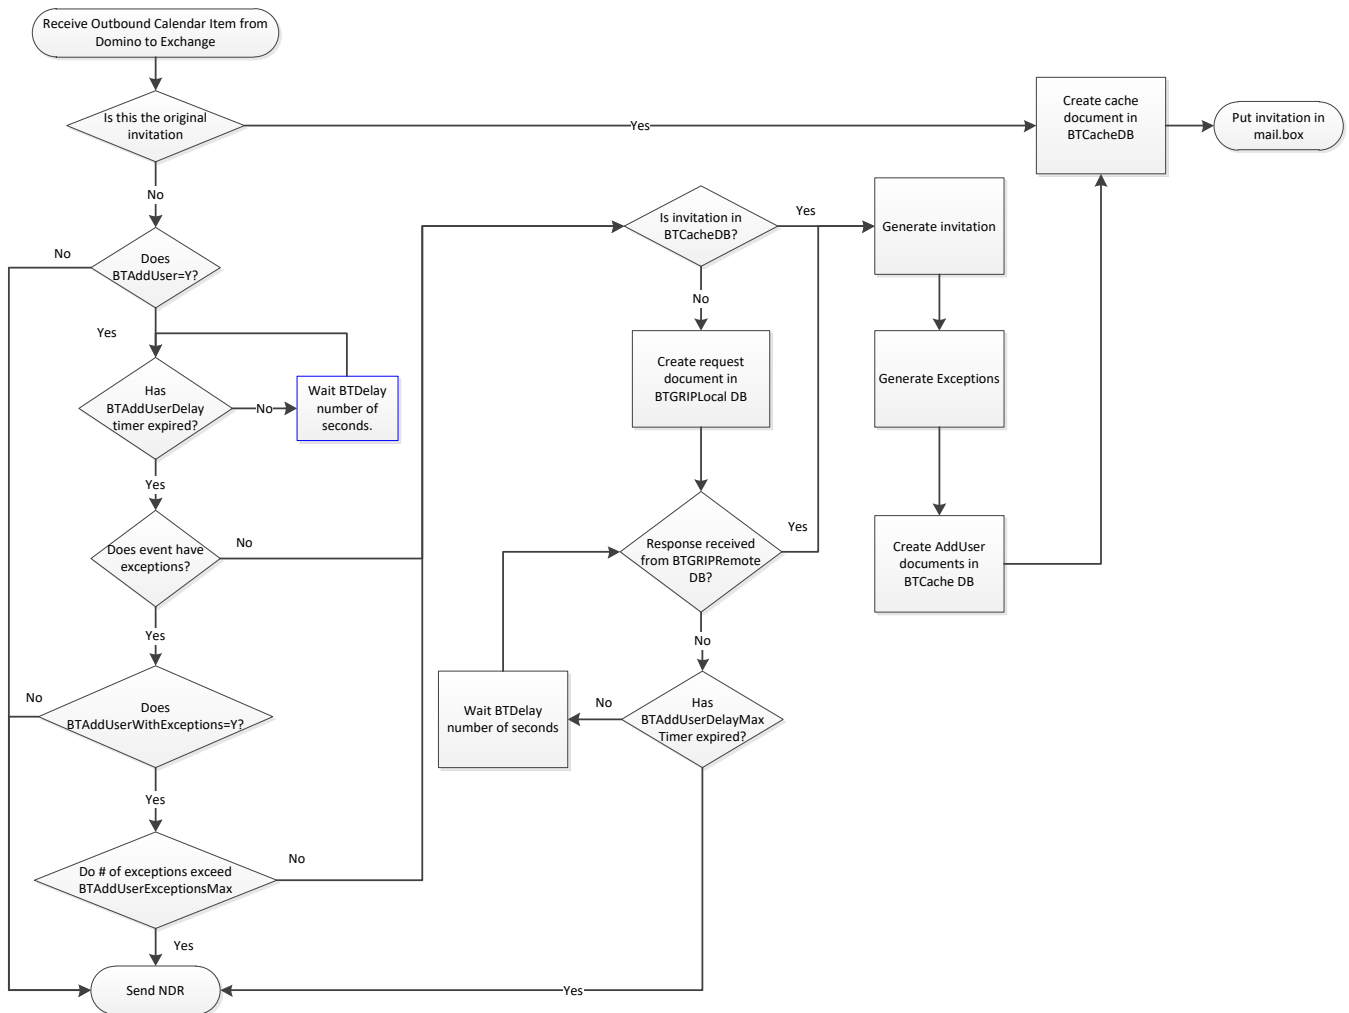 Receive Outbound Calendar Item from
Domino to Exchange
Is this the original
invitation
Yes
Create cache
document in
BTCacheDB
Put invitation in
mail.box
No
Does
BTAddUser=Y?
No
Yes
Has
BTAddUserDelay
timer expired?
No
Wait BTDelay
number of
seconds.
Yes
Does event have
exceptions?
No
Yes
Does
BTAddUserWithExceptions=Y?
No
Yes
Do # of exceptions exceed
BTAddUserExceptionsMax
No
Yes
Send NDR
Is invitation in
BTCacheDB?
Yes
No
Create request
document in
BTGRIPLocal DB
Response received
from BTGRIPRemote
DB?
Yes
No
Has
BTAddUserDelayMax
Timer expired?
No
Wait BTDelay
number of seconds
Yes
Generate invitation
Generate Exceptions
Create AddUser
documents in
BTCache DB